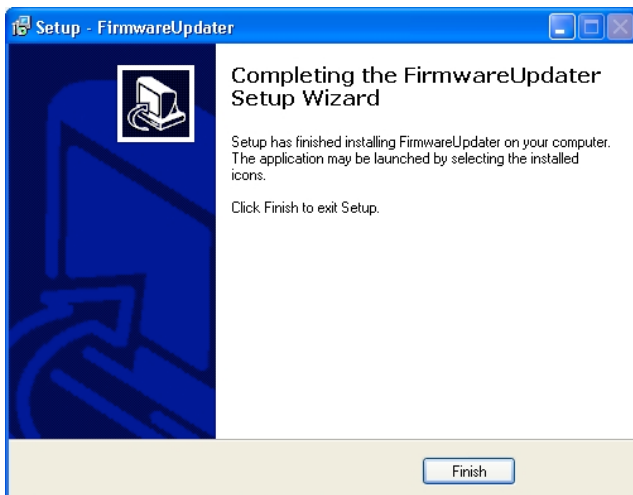 Setup - FirmwareUpdater
Completing the FirmwareUpdater
Setup Wizard
Setup has finished installing FirmwareUpdater on your computer.
The application may be launched by selecting the installed
icons.
Click Finish to exit Setup.
Finish